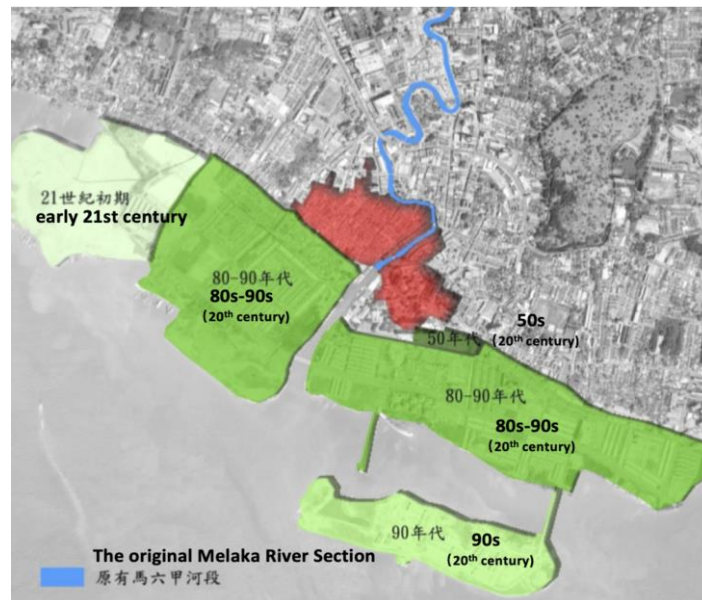 21世紀初期
early 21st century
80-90年代
80s-90s
(20th century)
50s
50年代 (20th century)
80-90年代
80s-90s
(20th century)
90年代 90s
(20th century)
The original Melaka River Section
原有馬六甲河段